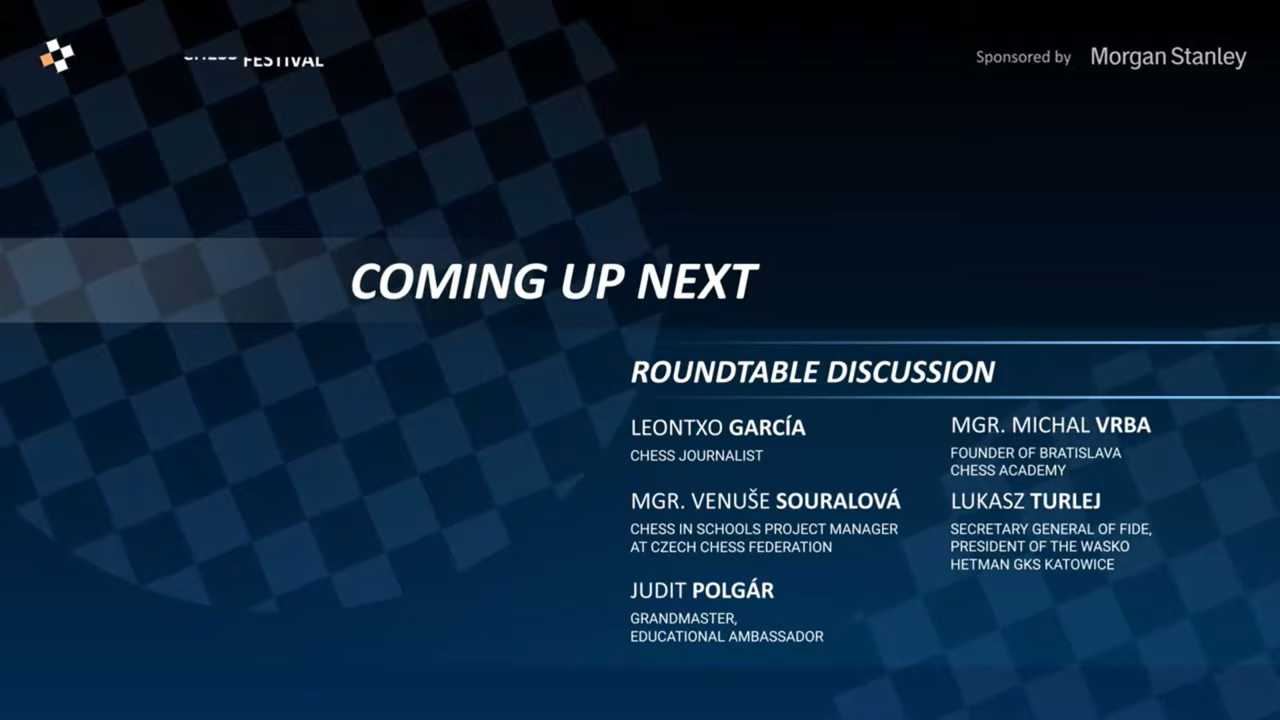 FESTIVAL
Sponsored by Morgan Stanley
COMING UP NEXT
ROUNDTABLE DISCUSSION
LEONTXO GARCÍA
CHESS JOURNALIST
MGR. VENUŠE SOURALOVÁ
CHESS IN SCHOOLS PROJECT MANAGER
AT CZECH CHESS FEDERATION
JUDIT POLGÁR
GRANDMASTER,
EDUCATIONAL AMBASSADOR
MGR. MICHAL VRBA
FOUNDER OF BRATISLAVA
CHESS ACADEMY
LUKASZ TURLEJ
SECRETARY GENERAL OF FIDE,
PRESIDENT OF THE WASKO
HETMAN GKS KATOWICE